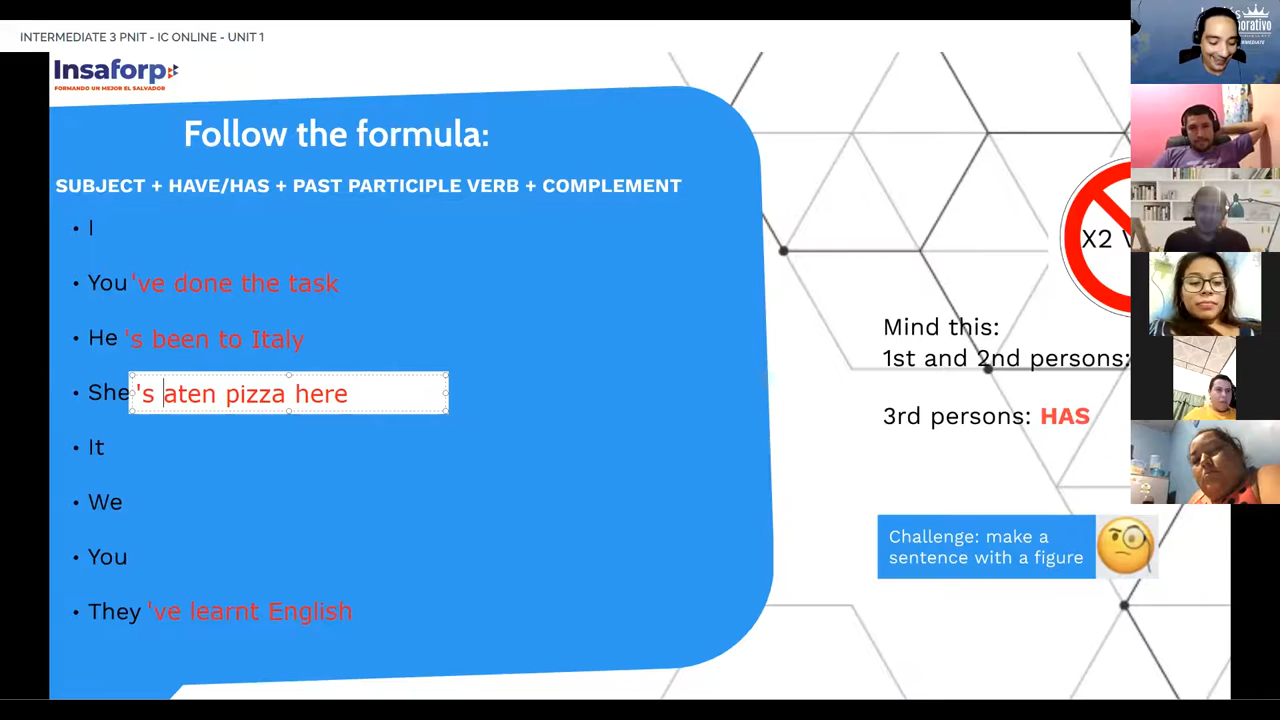 INTERMEDIATE 3 PNIT - IC ONLINE - UNIT 1
Insaforp
FORMANDO UN MEJOR EL SALVADOR
Follow the formula:
SUBJECT + HAVE/HAS + PAST PARTICIPLE VERB + COMPLEMENT
• I
• You 've done the task
• He 's been to Italy
• She 's aten pizza here
• It
• We
• You
• They 've learnt English
X2 V
Mind this:
1st and 2nd persons:
3rd persons: HAS
Challenge: make a
sentence with a figure